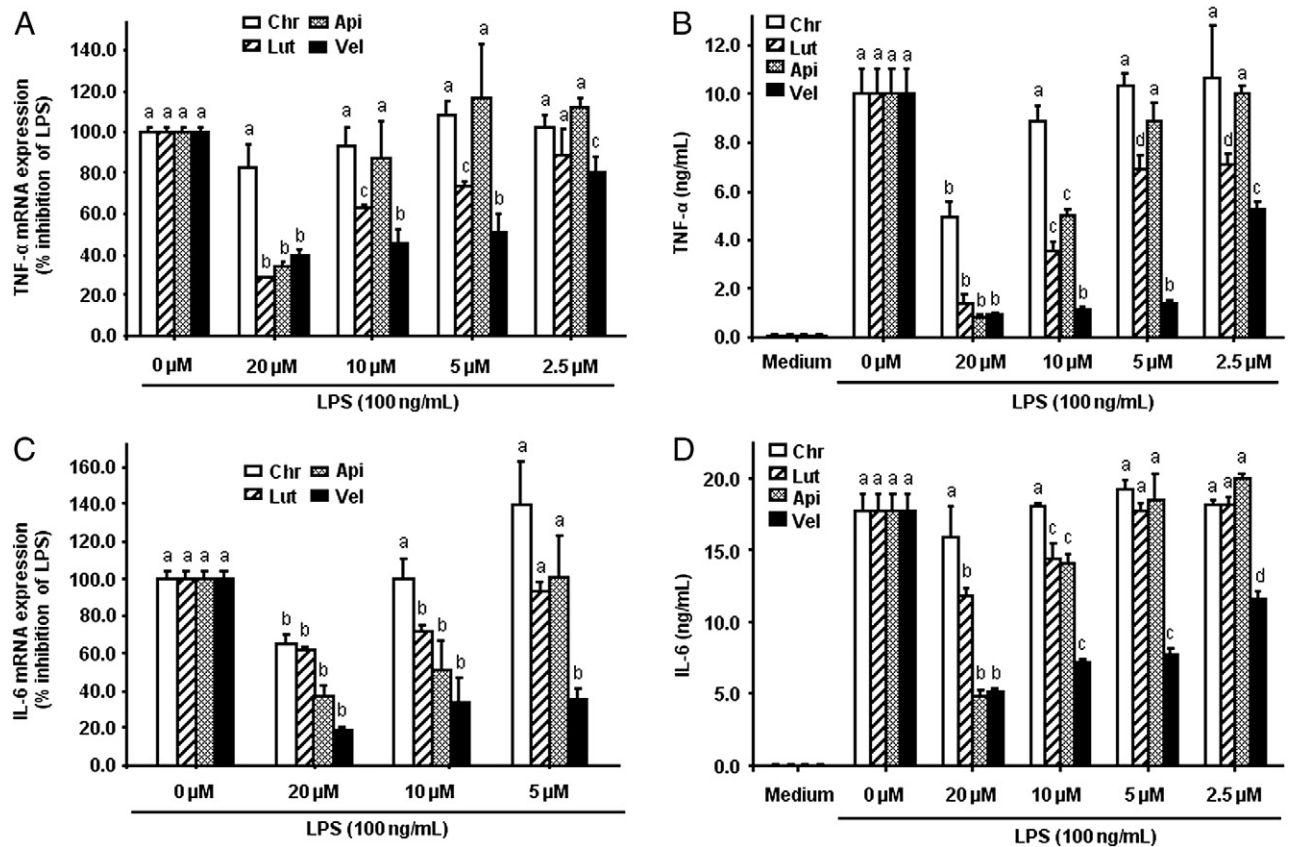 A
TNF-α mRNA expression
(% inhibition of LPS)
140.0
120.0
100.0
80.0
60.0
40.0
20.0
0.0
Chr Api
Lut Vel
a a a a
a b b b
a c a b
a c a b
a a a c
0 µM 20 µM 10 µM 5 µM 2.5 µM
LPS (100 ng/mL)
B
TNF-α (ng/mL)
12.0
10.0
8.0
6.0
4.0
2.0
0.0
Chr
Lut
Api
Vel
a a a a
b b b b
a c c b
a d a b
a d a c
Medium 0 µM 20 µM 10 µM 5 µM 2.5 µM
LPS (100 ng/mL)
C
IL-6 mRNA expression
(% inhibition of LPS)
160.0
140.0
120.0
100.0
80.0
60.0
40.0
20.0
0.0
Chr Api
Lut Vel
a a a a
b b b b
a b b b
a a a b
0 µM 20 µM 10 µM 5 µM
LPS (100 ng/mL)
D
IL-6 (ng/mL)
20.0
15.0
10.0
5.0
0.0
Chr
Lut
Api
Vel
a a a a
a b b b
a c c c
a a a c
a a a d
Medium 0 µM 20 µM 10 µM 5 µM 2.5 µM
LPS (100 ng/mL)